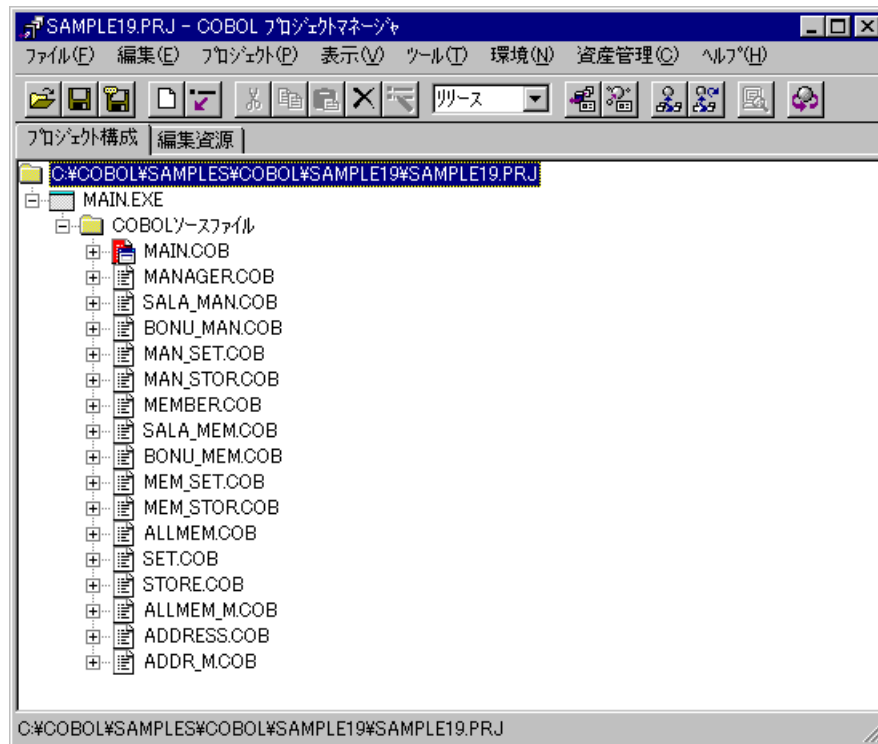 SAMPLE19.PRJ - COBOL ﾌﾟﾛｼﾞｪｸﾄﾏﾈｰｼﾞｬ
ﾌｧｲﾙ(F) 編集(E) ﾌﾟﾛｼﾞｪｸﾄ(P) 表示(V) ﾂｰﾙ(T) 環境(N) 資産管理(C) ﾍﾙﾌﾟ(H)
ﾘﾘｰｽ
ﾌﾟﾛｼﾞｪｸﾄ構成 編集資源
C:¥COBOL¥SAMPLES¥COBOL¥SAMPLE19¥SAMPLE19.PRJ
MAIN.EXE
COBOLｿｰｽﾌｧｲﾙ
MAIN.COB
MANAGER.COB
SALA_MAN.COB
BONU_MAN.COB
MAN_SET.COB
MAN_STOR.COB
MEMBER.COB
SALA_MEM.COB
BONU_MEM.COB
MEM_SET.COB
MEM_STOR.COB
ALLMEM.COB
SET.COB
STORE.COB
ALLMEM_M.COB
ADDRESS.COB
ADDR_M.COB
C:¥COBOL¥SAMPLES¥COBOL¥SAMPLE19¥SAMPLE19.PRJ